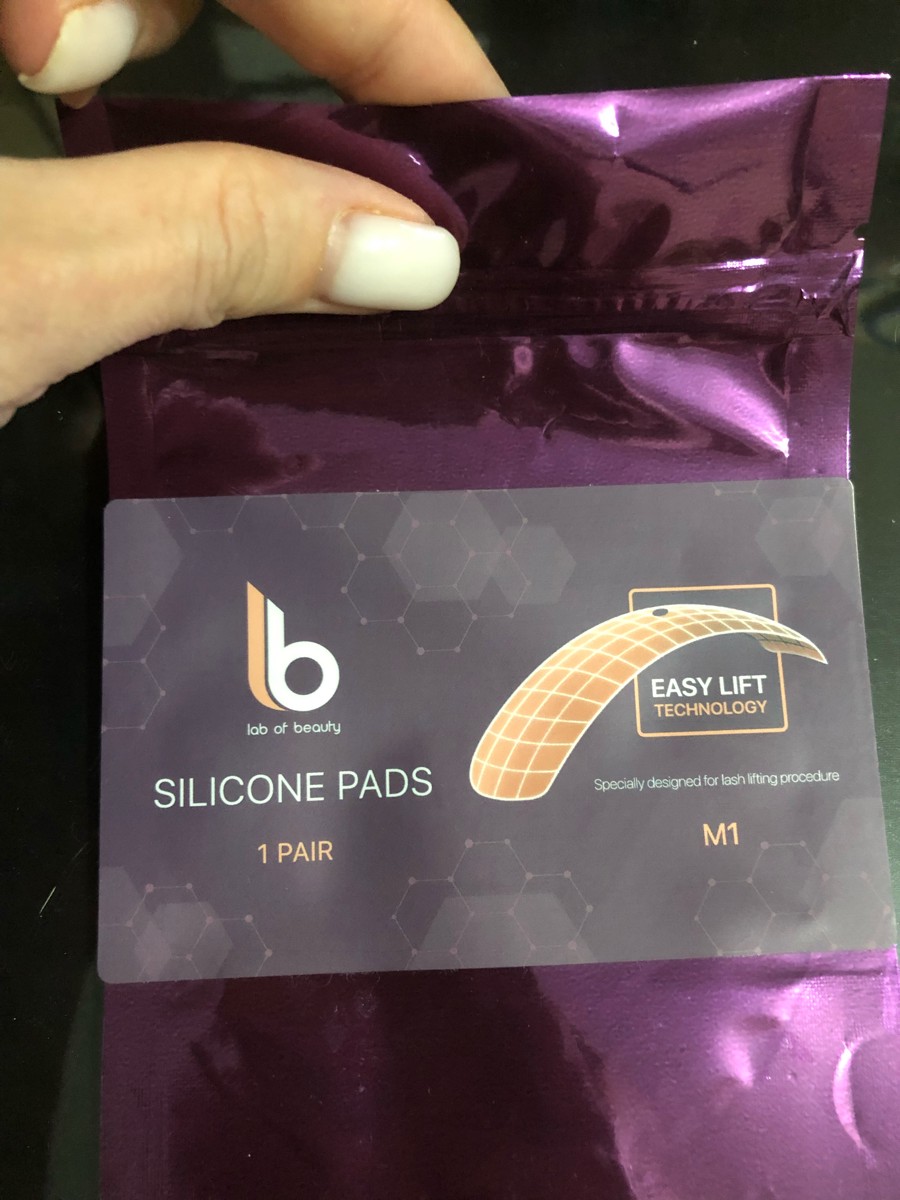 lb
lab of beauty
SILICONE PADS
1 PAIR
EASY LIFT
TECHNOLOGY
Specially designed for lash lifting procedure
M1